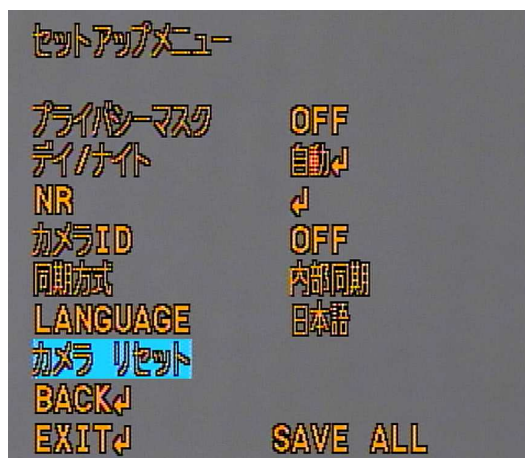 セットアップメニュー
プライバシーマスク OFF
デイ/ナイト 自動↲
NR ↲
カメラID OFF
同期方式 内部同期
LANGUAGE 日本語
カメラ リセット
BACK↲
EXIT↲ SAVE ALL